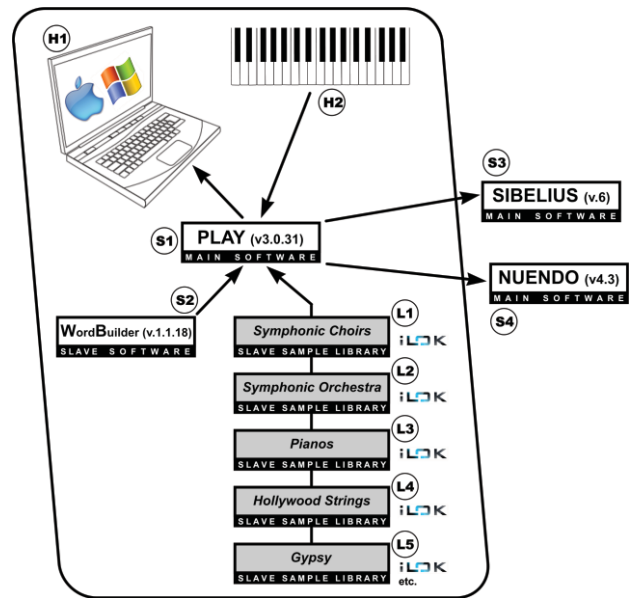 H1
H2
S3
SIBELIUS (v.6)
MAIN SOFTWARE
S1
PLAY (v3.0.31)
MAIN SOFTWARE
NUENDO (v4.3)
MAIN SOFTWARE
S4
S2
WordBuilder (v.1.1.18)
SLAVE SOFTWARE
L1
Symphonic Choirs
SLAVE SAMPLE LIBRARY
iLOK
L2
Symphonic Orchestra
SLAVE SAMPLE LIBRARY
iLOK
L3
Pianos
SLAVE SAMPLE LIBRARY
iLOK
L4
Hollywood Strings
SLAVE SAMPLE LIBRARY
iLOK
L5
Gypsy
SLAVE SAMPLE LIBRARY
iLOK
etc.